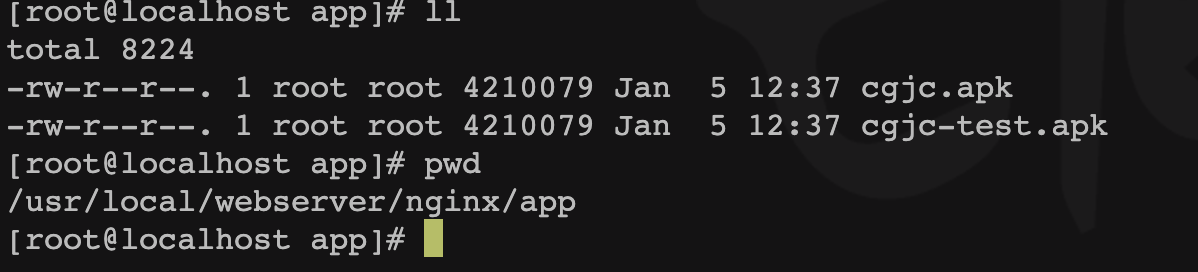 [root@localhost app]# ll
total 8224
-rw-r--r--. 1 root root 4210079 Jan  5 12:37 cgjc.apk
-rw-r--r--. 1 root root 4210079 Jan  5 12:37 cgjc-test.apk
[root@localhost app]# pwd
/usr/local/webserver/nginx/app
[root@localhost app]#